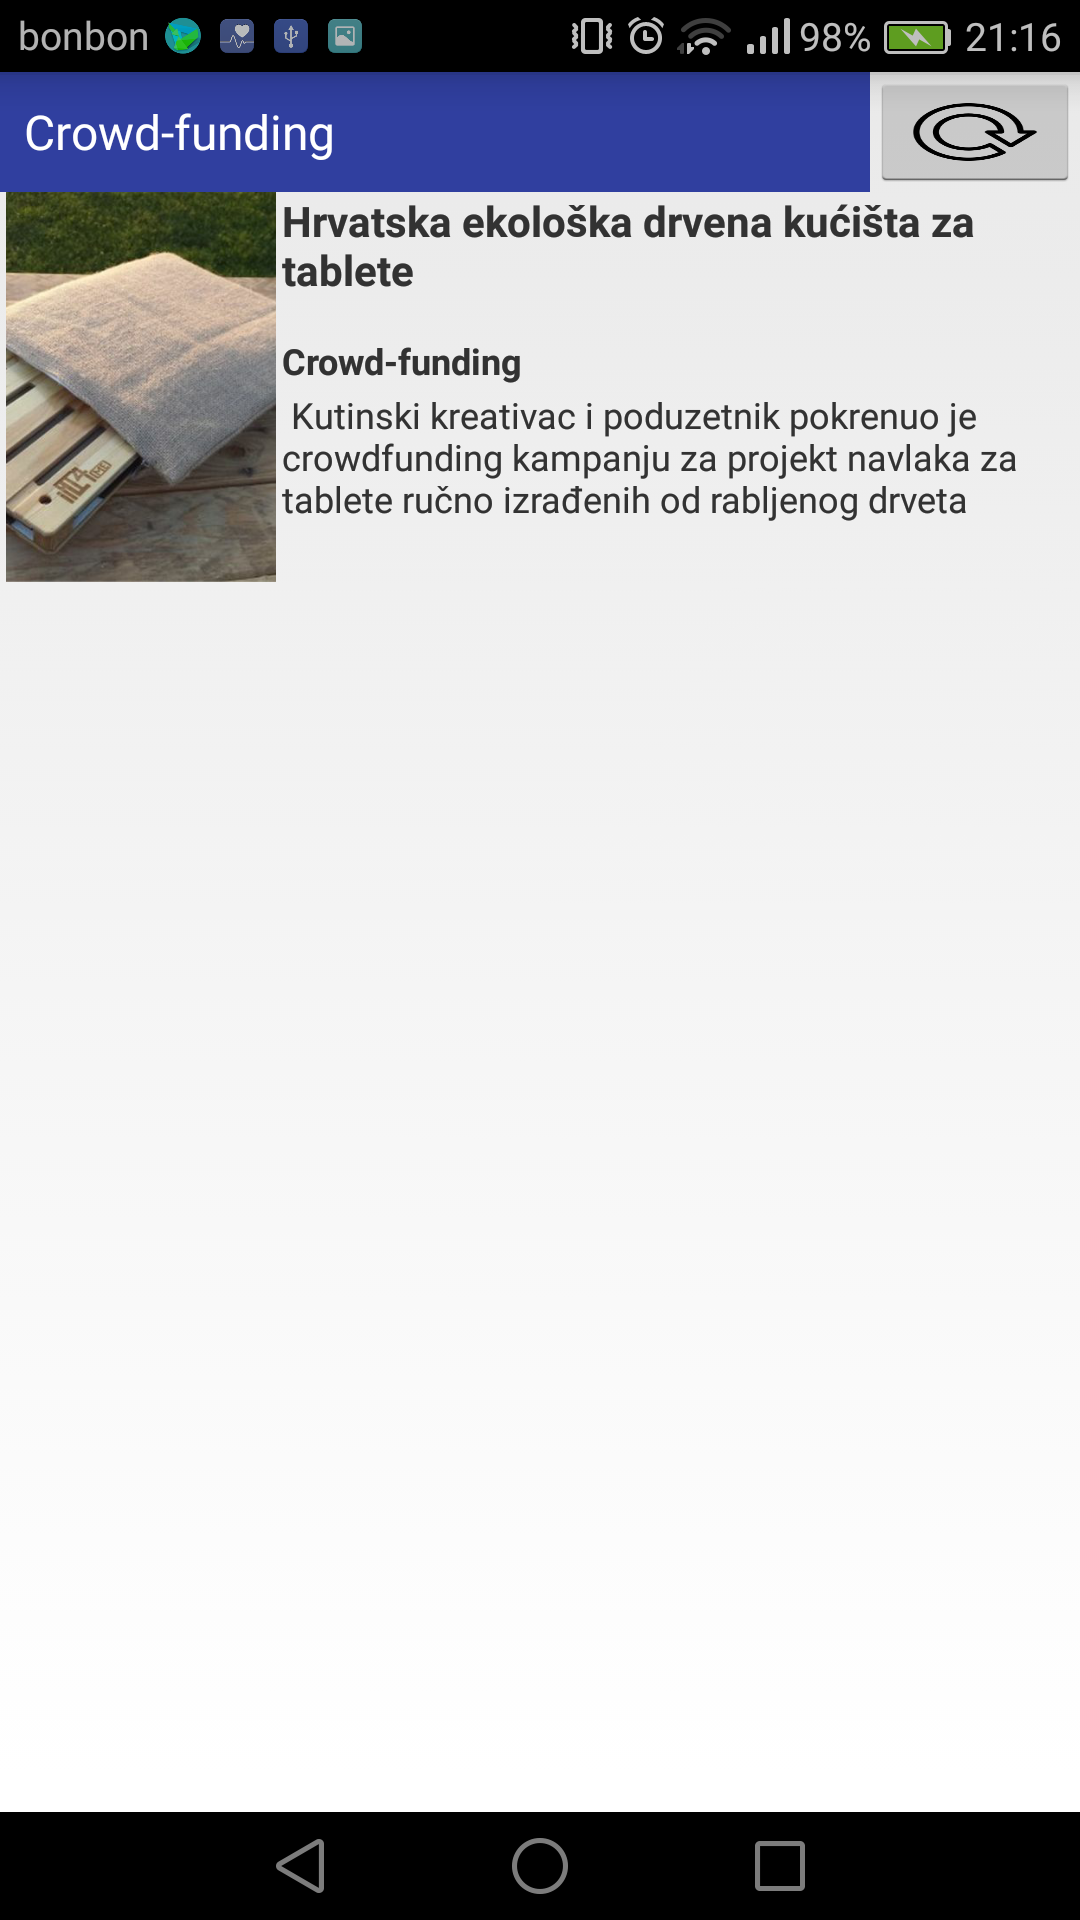 bonbon 98% 21:16
Crowd-funding
Hrvatska ekološka drvena kućišta za
tablete
Crowd-funding
Kutinski kreativac i poduzetnik pokrenuo je
crowdfunding kampanju za projekt navlaka za
tablete ručno izrađenih od rabljenog drveta